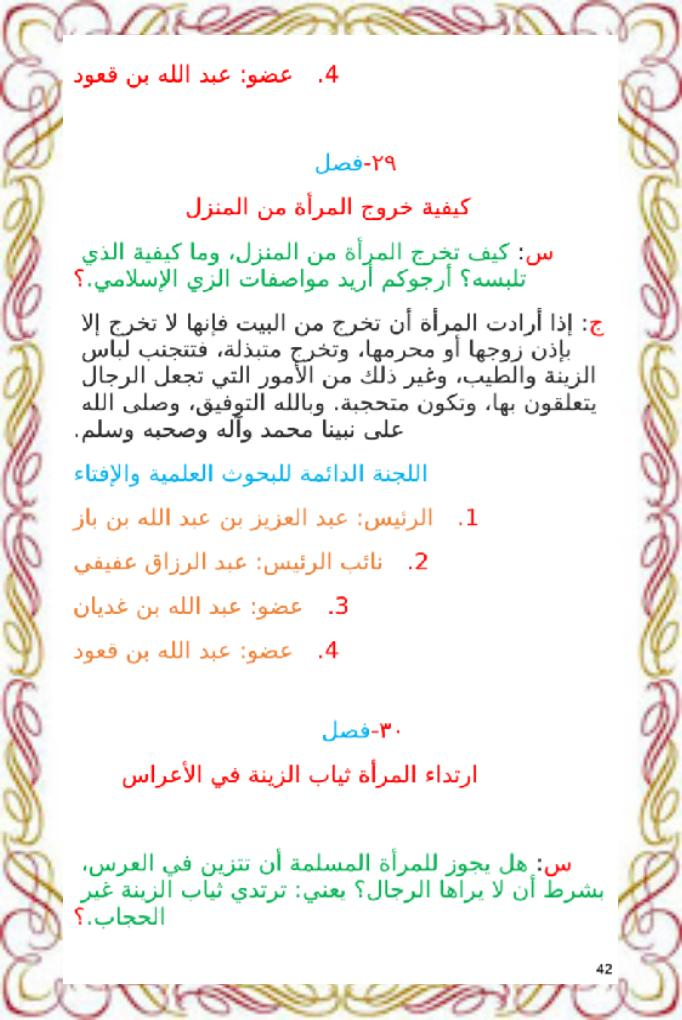 4. عضو: عبد الله بن قعود
٢٩-فصل
كيفية خروج المرأة من المنزل
س: كيف تخرج المرأة من المنزل، وما كيفية الذي
تلبسه؟ أرجوكم أريد مواصفات الزي الإسلامي.؟
ج: إذا أرادت المرأة أن تخرج من البيت فإنها لا تخرج إلا
بإذن زوجها أو محرمها، وتخرج متبذلة، فتتجنب لباس
الزينة والطيب، وغير ذلك من الأمور التي تجعل الرجال
يتعلقون بها، وتكون متحجبة. وبالله التوفيق، وصلى الله
على نبينا محمد وآله وصحبه وسلم.
اللجنة الدائمة للبحوث العلمية والإفتاء
1. الرئيس: عبد العزيز بن عبد الله بن باز
2. نائب الرئيس: عبد الرزاق عفيفي
3. عضو: عبد الله بن غديان
4. عضو: عبد الله بن قعود
٣٠-فصل
ارتداء المرأة ثياب الزينة في الأعراس
س: هل يجوز للمرأة المسلمة أن تتزين في العرس،
بشرط أن لا يراها الرجال؟ يعني: ترتدي ثياب الزينة غير
الحجاب.؟
42